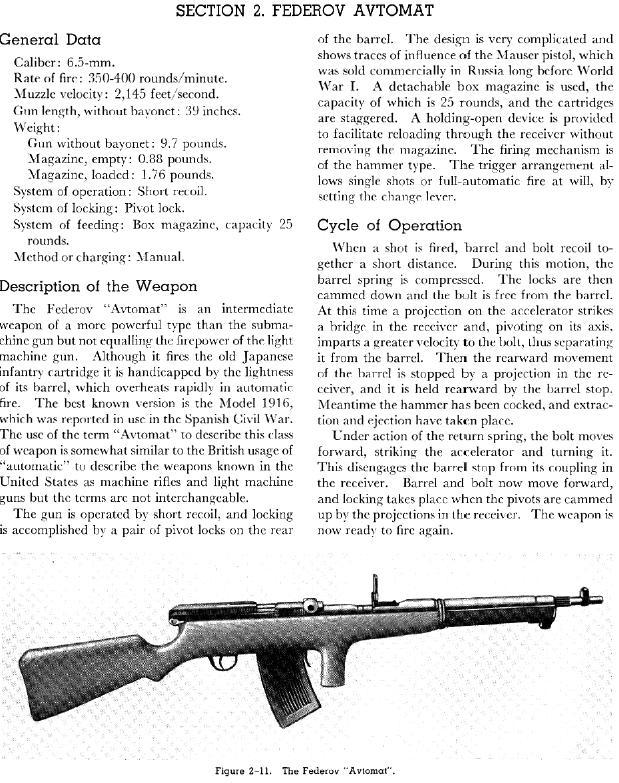 SECTION 2. FEDEROV AVTOMAT
General Data
Caliber: 6.5-mm.
Rate of fire: 350-400 rounds/minute.
Muzzle velocity: 2,145 feet/second.
Gun length, without bayonet: 39 inches.
Weight:
Gun without bayonet: 9.7 pounds.
Magazine, empty: 0.88 pounds.
Magazine, loaded: 1.76 pounds.
System of operation: Short recoil.
System of locking: Pivot lock.
System of feeding: Box magazine, capacity 25
rounds.
Method or charging: Manual.
Description of the Weapon
The Federov "Avtomat" is an intermediate
weapon of a more powerful type than the subma-
chine gun but not equalling the firepower of the light
machine gun. Although it fires the old Japanese
infantry cartridge it is handicapped by the lightness
of its barrel, which overheats rapidly in automatic
fire. The best known version is the Model 1916,
which was reported in use in the Spanish Civil War.
The use of the term "Avtomat" to describe this class
of weapon is somewhat similar to the British usage of
"automatic" to describe the weapons known in the
United States as machine rifles and light machine
guns but the terms are not interchangeable.
The gun is operated by short recoil, and locking
is accomplished by a pair of pivot locks on the rear
of the barrel. The design is very complicated and
shows traces of influence of the Mauser pistol, which
was sold commercially in Russia long before World
War I. A detachable box magazine is used, the
capacity of which is 25 rounds, and the cartridges
are staggered. A holding-open device is provided
to facilitate reloading through the receiver without
removing the magazine. The firing mechanism is
of the hammer type. The trigger arrangement al-
lows single shots or full-automatic fire at will, by
setting the change lever.
Cycle of Operation
When a shot is fired, barrel and bolt recoil to-
gether a short distance. During this motion, the
barrel spring is compressed. The locks are then
cammed down and the bolt is free from the barrel.
At this time a projection on the accelerator strikes
a bridge in the receiver and, pivoting on its axis,
imparts a greater velocity to the bolt, thus separating
it from the barrel. Then the rearward movement
of the barrel is stopped by a projection in the re-
ceiver, and it is held rearward by the barrel stop.
Meantime the hammer has been cocked, and extrac-
tion and ejection have taken place.
Under action of the return spring, the bolt moves
forward, striking the accelerator and turning it.
This disengages the barrel stop from its coupling in
the receiver. Barrel and bolt now move forward,
and locking takes place when the pivots are cammed
up by the projections in the receiver. The weapon is
now ready to fire again.
Figure 2-11. The Federov "Avtomat".